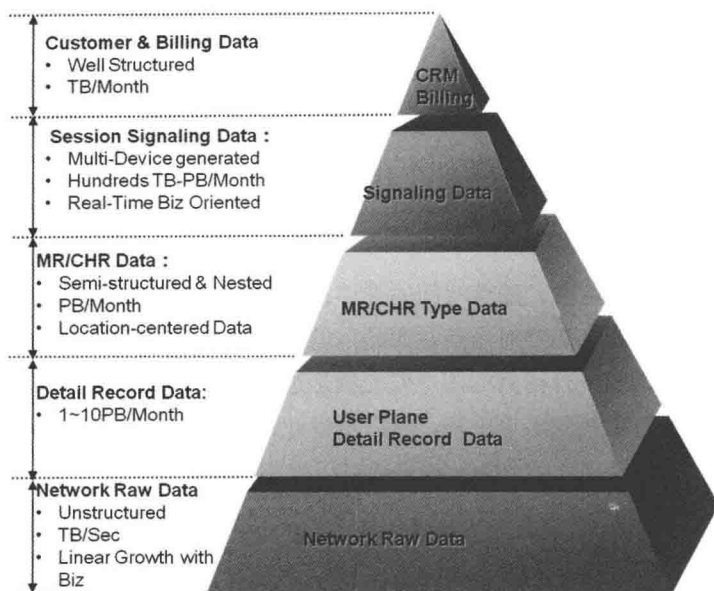 Customer & Billing Data
• Well Structured
• TB/Month
CRM
Billing
Session Signaling Data :
• Multi-Device generated
• Hundreds TB-PB/Month
• Real-Time Biz Oriented
Signaling Data
MR/CHR Data :
• Semi-structured & Nested
• PB/Month
• Location-centered Data
MR/CHR Type Data
Detail Record Data:
• 1~10PB/Month
User Plane
Detail Record Data
Network Raw Data
• Unstructured
• TB/Sec
• Linear Growth with
Biz
Network Raw Data